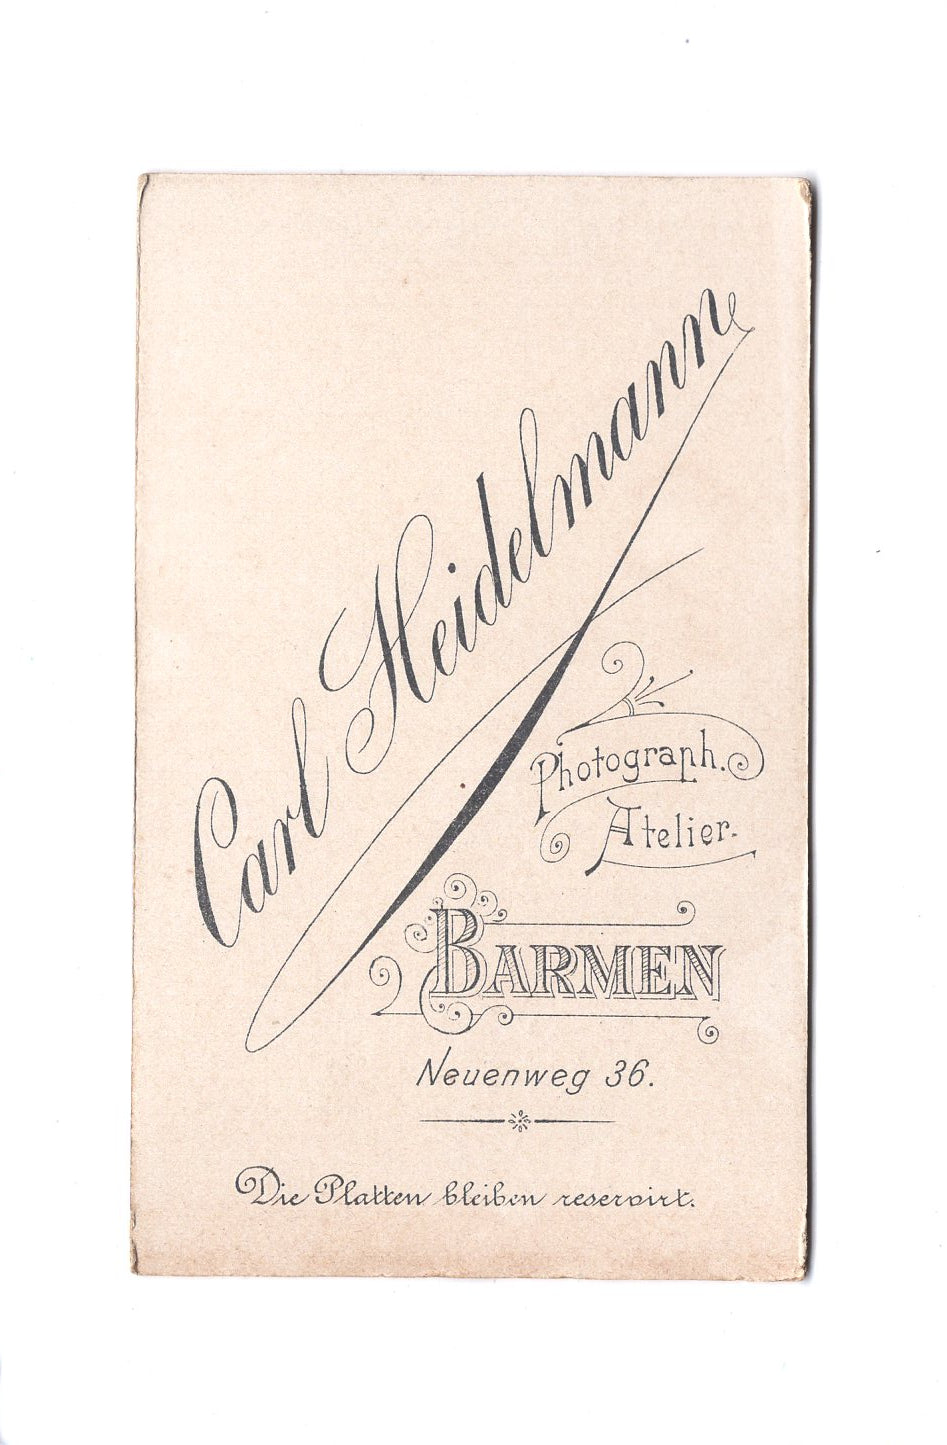 Carl Heidelmann
Photograph.
Atelier.
BARMEN
Neuenweg 36.
Die Platten bleiben reservirt.